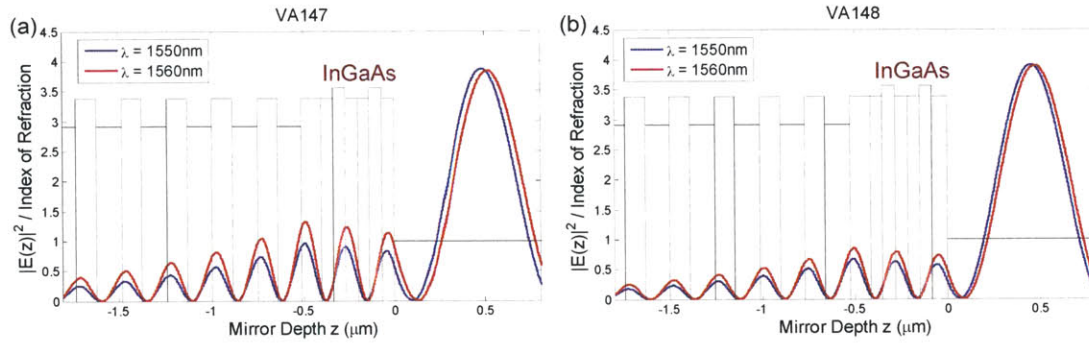 VA147
(a)
λ = 1550nm
λ = 1560nm
InGaAs
|E(z)|² / Index of Refraction
4.5
4
3.5
3
2.5
2
1.5
1
0.5
0
-1.5
-1
-0.5
0
0.5
Mirror Depth z (μm)
VA148
(b)
λ = 1550nm
λ = 1560nm
InGaAs
|E(z)|² / Index of Refraction
4.5
4
3.5
3
2.5
2
1.5
1
0.5
0
-1.5
-1
-0.5
0
0.5
Mirror Depth z (μm)